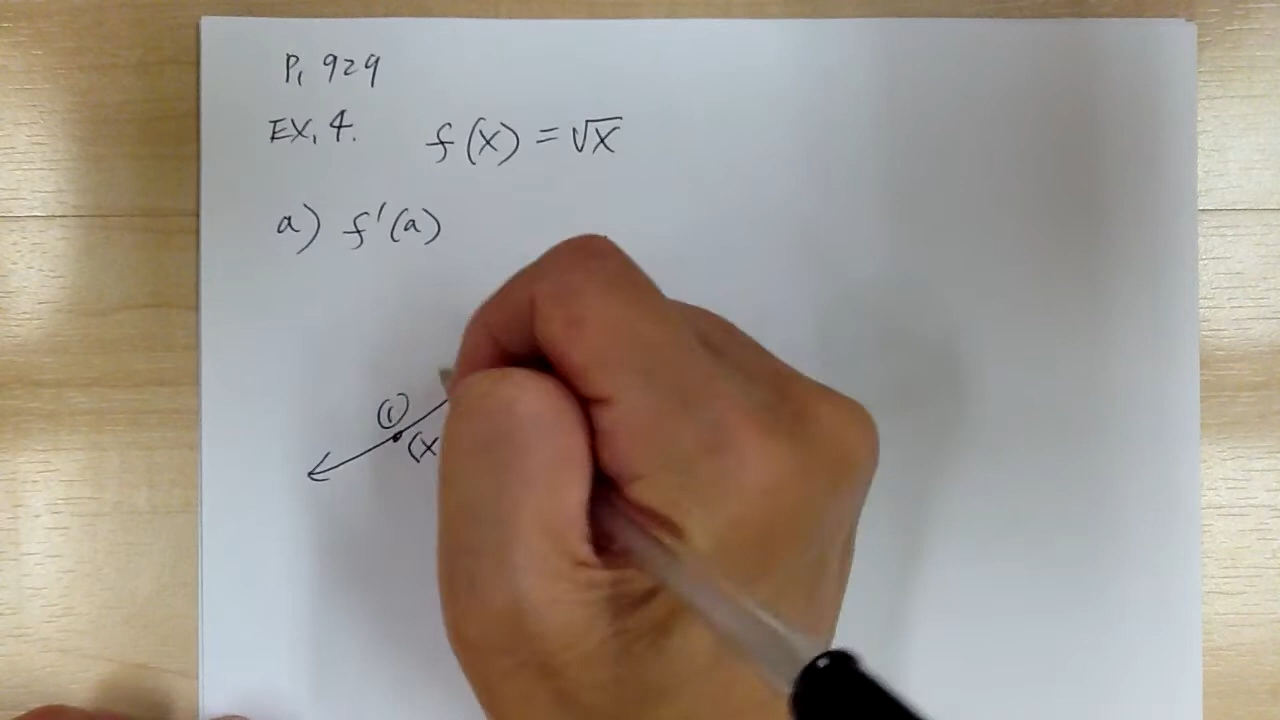 P. 929
EX. 4. f(x) = √x
a) f'(a)
①
(x